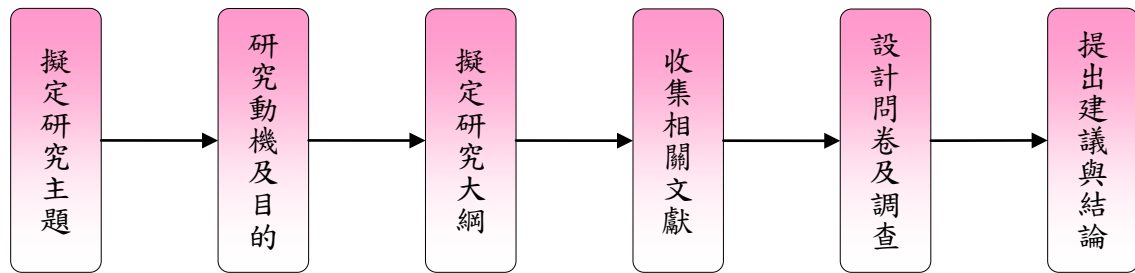 擬定研究主題
研究動機及目的
擬定研究大綱
收集相關文獻
設計問卷及調查
提出建議與結論